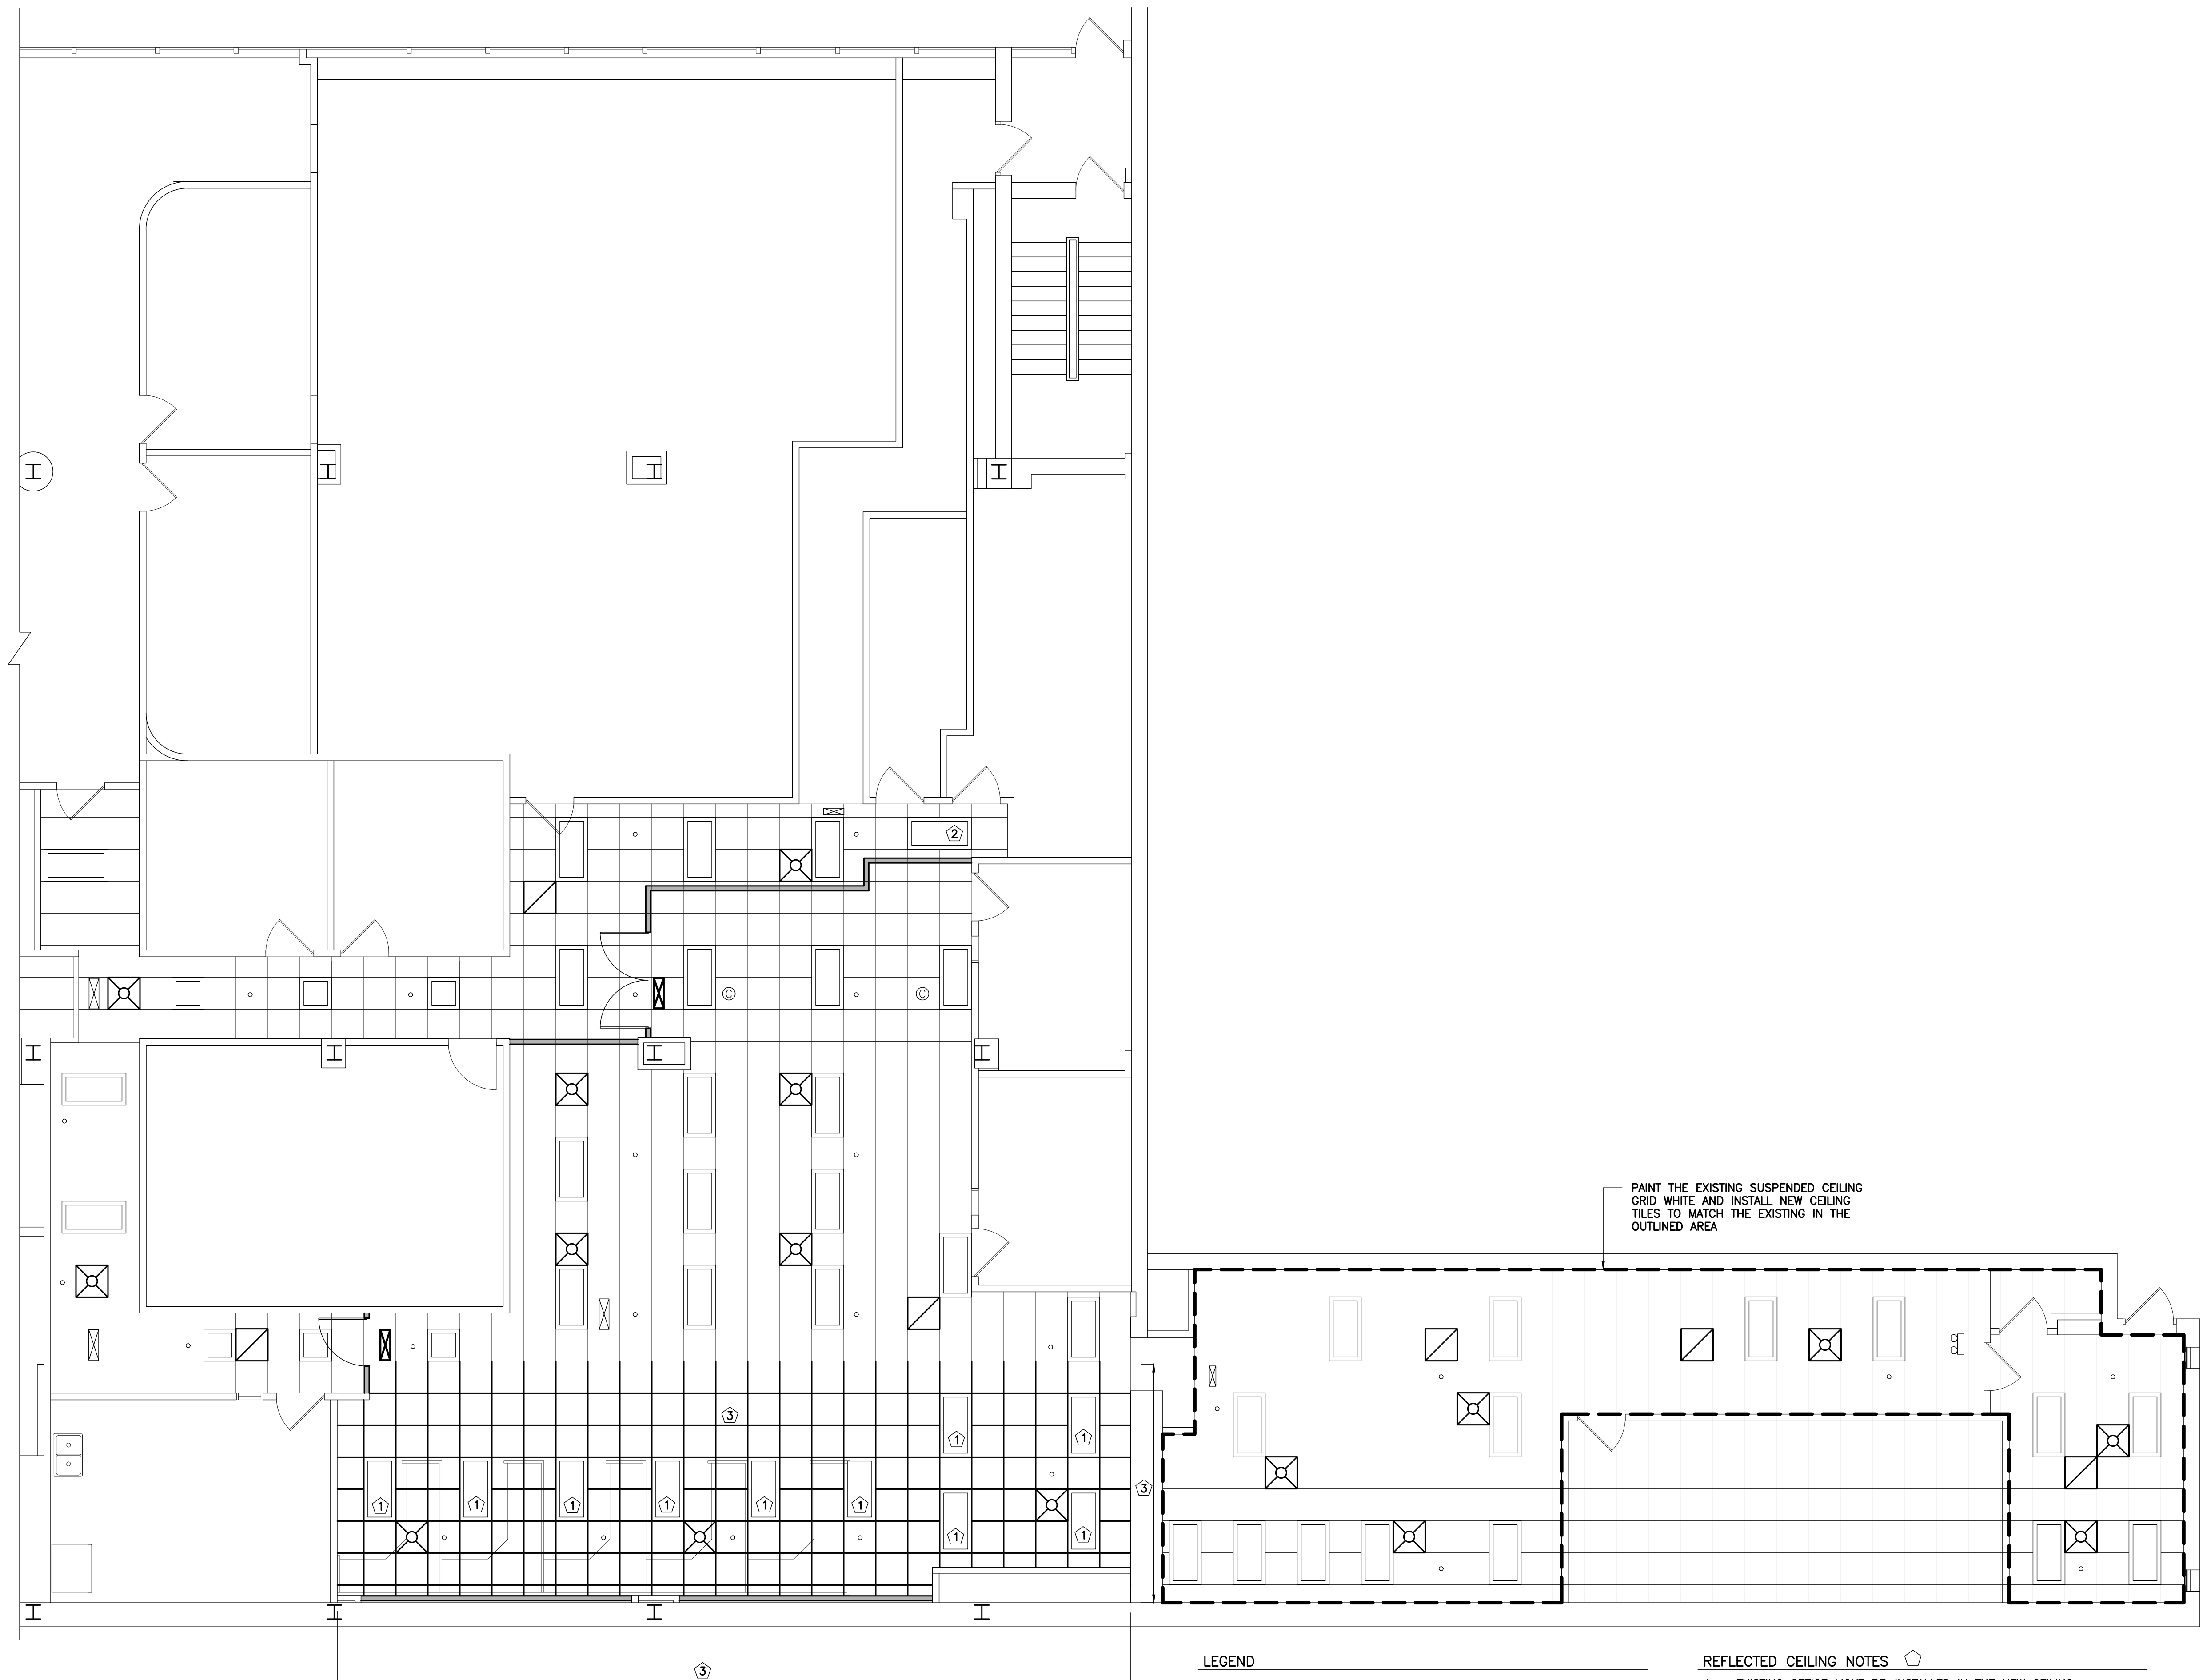 2
C
C
PAINT THE EXISTING SUSPENDED CEILING
GRID WHITE AND INSTALL NEW CEILING
TILES TO MATCH THE EXISTING IN THE
OUTLINED AREA
3
1
1
3
1
1
1
1
1
1
1
1
3
LEGEND
REFLECTED CEILING NOTES